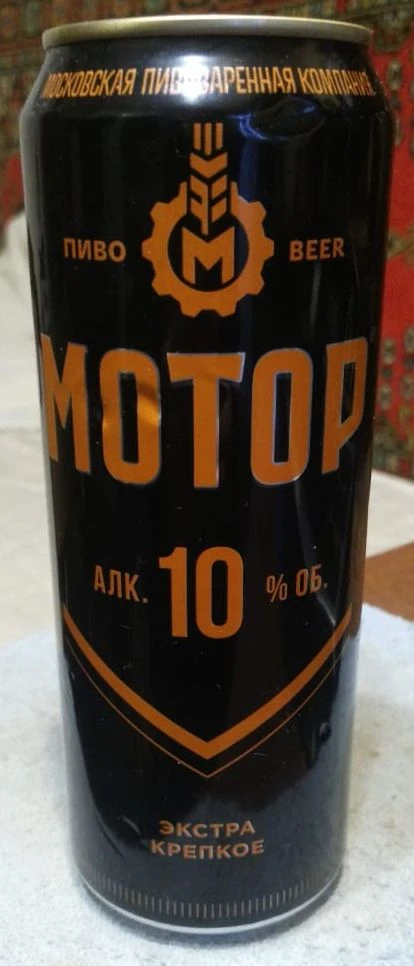 МОСКОВСКАЯ ПИВОВАРЕННАЯ КОМПАНИЯ
М
ПИВО BEER
МОТОР
АЛК. 10 % ОБ.
ЭКСТРА
КРЕПКОЕ